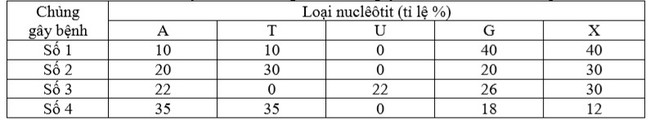 Chủng gây bệnh | Loại nuclêôtit (tỉ lệ %)
A | T | U | G | X
Số 1 | 10 | 10 | 0 | 40 | 40
Số 2 | 20 | 30 | 0 | 20 | 30
Số 3 | 22 | 0 | 22 | 26 | 30
Số 4 | 35 | 35 | 0 | 18 | 12